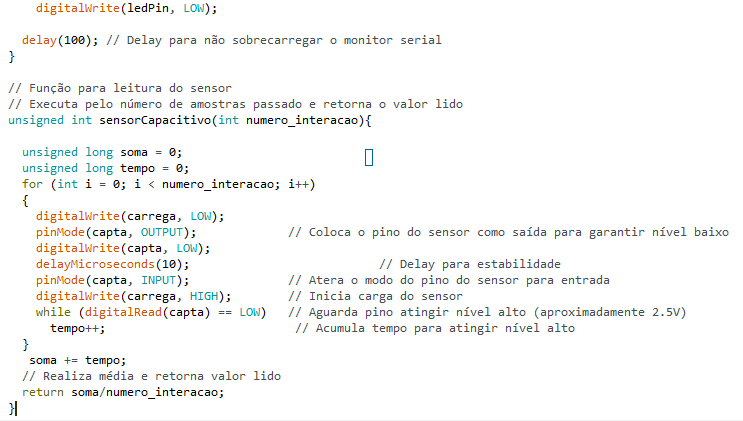 digitalWrite(ledPin, LOW);
delay(100); // Delay para não sobrecarregar o monitor serial
}
// Função para leitura do sensor
// Executa pelo número de amostras passado e retorna o valor lido
unsigned int sensorCapacitivo(int numero_interacao){
unsigned long soma = 0;
unsigned long tempo = 0;
for (int i = 0; i < numero_interacao; i++)
{
digitalWrite(carrega, LOW);
pinMode(capta, OUTPUT); // Coloca o pino do sensor como saída para garantir nível baixo
digitalWrite(capta, LOW);
delayMicroseconds(10); // Delay para estabilidade
pinMode(capta, INPUT); // Atera o modo do pino do sensor para entrada
digitalWrite(carrega, HIGH); // Inicia carga do sensor
while (digitalRead(capta) == LOW) // Aguarda pino atingir nível alto (aproximadamente 2.5V)
tempo++; // Acumula tempo para atingir nível alto
}
soma += tempo;
// Realiza média e retorna valor lido
return soma/numero_interacao;
}